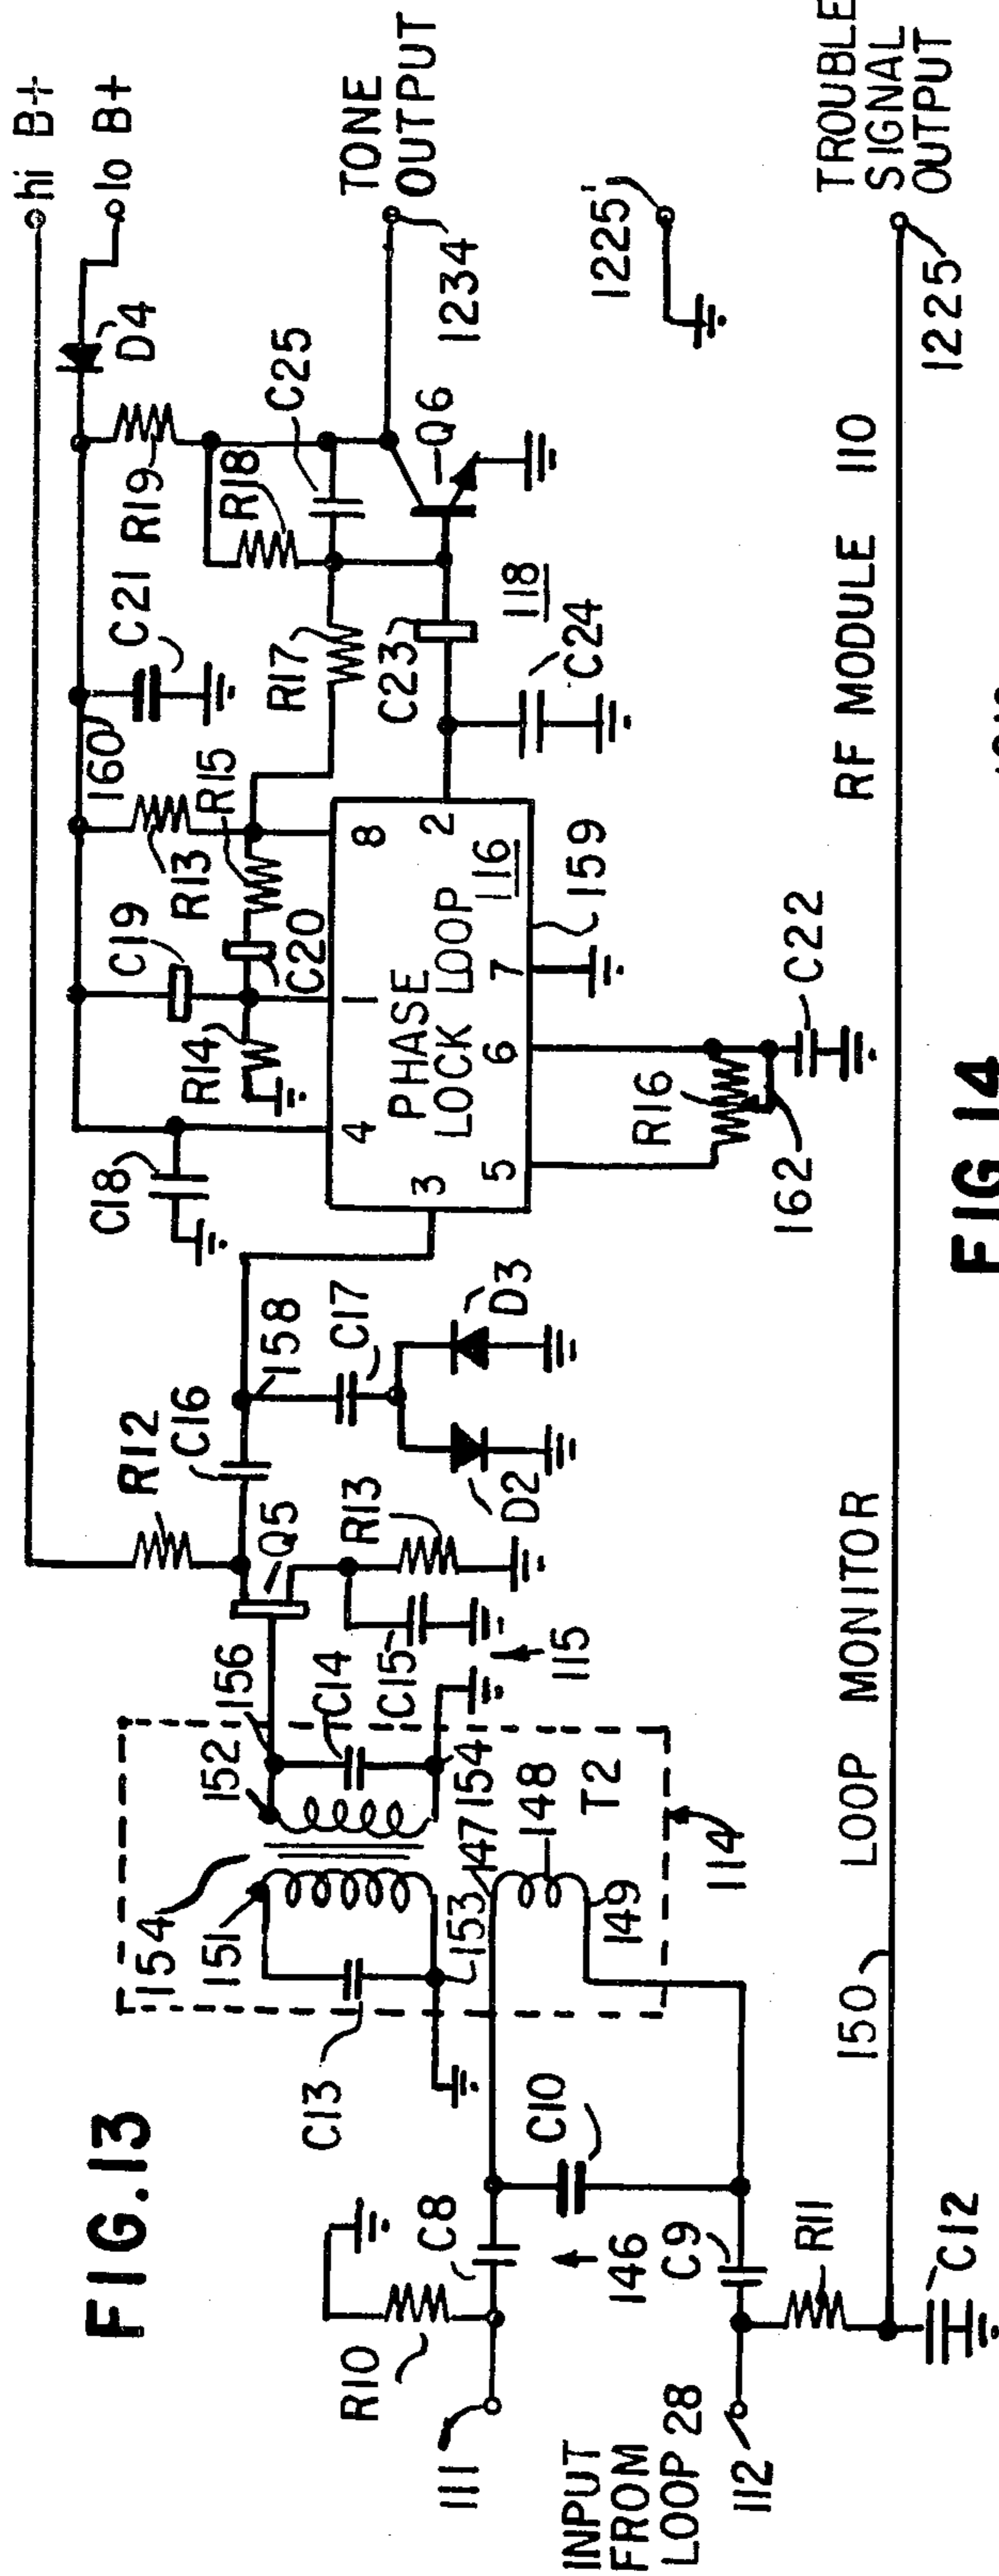 FIG.13
hi B+
lo B+
D4
R19
C21
160
R13
R15
C19
C20
R14
C18
R12
C16
158
Q5
156
152
154
151
C13
C14
C15
115
R13
C17
D2
D3
PHASE
LOCK LOOP
116
3
4
1
8
2
5
6
7
159
R16
162
C22
R17
R18
C25
C23
118
C24
Q6
TONE
OUTPUT
1234
1225'
153
154
147
148
149
T2
114
R10
C8
C10
146
C9
R11
111
INPUT
FROM
LOOP 28
112
C12
150
LOOP MONITOR
RF MODULE 110
TROUBLE
SIGNAL
OUTPUT
1225
FIG.14